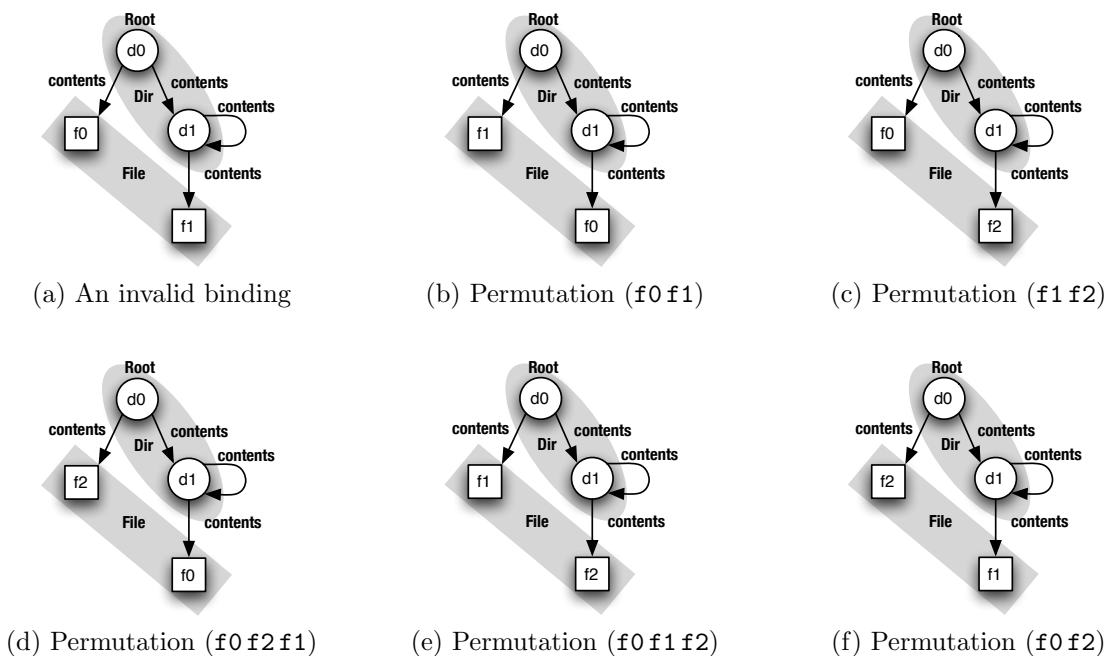 Root
d0
contents
contents
Dir
contents
f0
d1
File
contents
f1
(a) An invalid binding
Root
d0
contents
contents
Dir
contents
f1
d1
File
contents
f0
(b) Permutation (f0 f1)
Root
d0
contents
contents
Dir
contents
f0
d1
File
contents
f2
(c) Permutation (f1 f2)
Root
d0
contents
contents
Dir
contents
f2
d1
File
contents
f0
(d) Permutation (f0 f2 f1)
Root
d0
contents
contents
Dir
contents
f1
d1
File
contents
f2
(e) Permutation (f0 f1 f2)
Root
d0
contents
contents
Dir
contents
f2
d1
File
contents
f1
(f) Permutation (f0 f2)